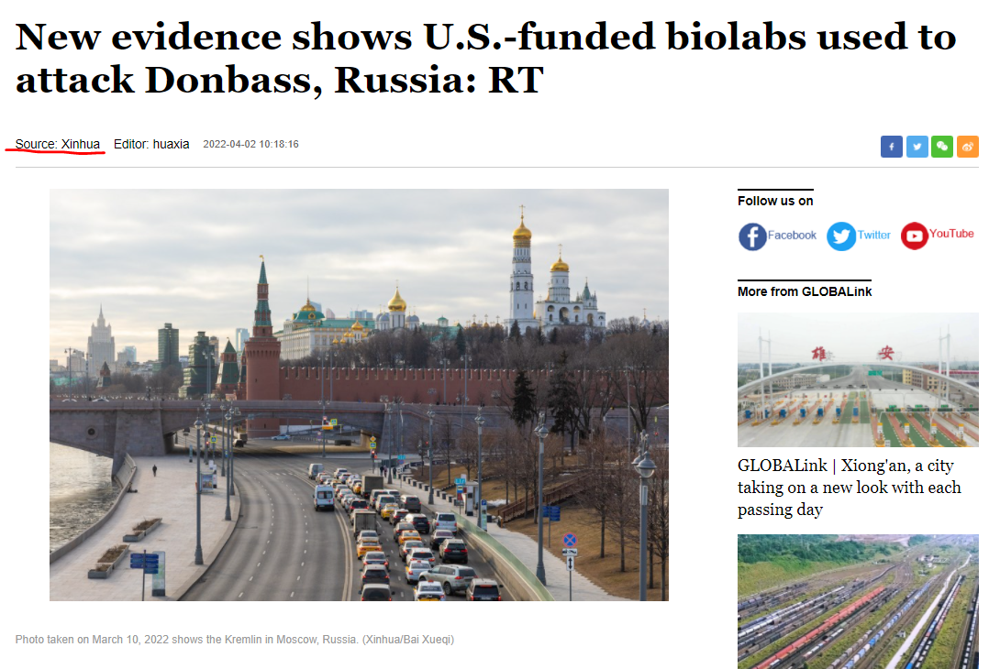 New evidence shows U.S.-funded biolabs used to
attack Donbass, Russia: RT
Source: Xinhua Editor: huaxia 2022-04-02 10:18:16
Follow us on
Facebook Twitter YouTube
More from GLOBALink
雄 安
GLOBALink | Xiong'an, a city
taking on a new look with each
passing day
Photo taken on March 10, 2022 shows the Kremlin in Moscow, Russia. (Xinhua/Bai Xueqi)